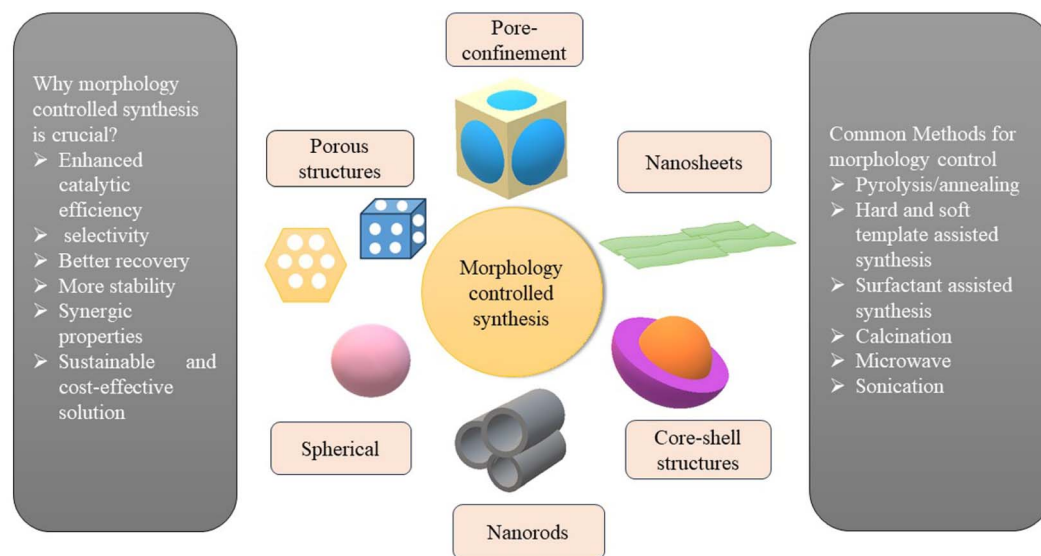 Why morphology
controlled synthesis
is crucial?
➢ Enhanced
catalytic
efficiency
➢ selectivity
➢ Better recovery
➢ More stability
➢ Synergic
properties
➢ Sustainable and
cost-effective
solution
Pore-
confinement
Porous
structures
Nanosheets
Morphology
controlled
synthesis
Spherical
Core-shell
structures
Nanorods
Common Methods for
morphology control
➢ Pyrolysis/annealing
➢ Hard and soft
template assisted
synthesis
➢ Surfactant assisted
synthesis
➢ Calcination
➢ Microwave
➢ Sonication